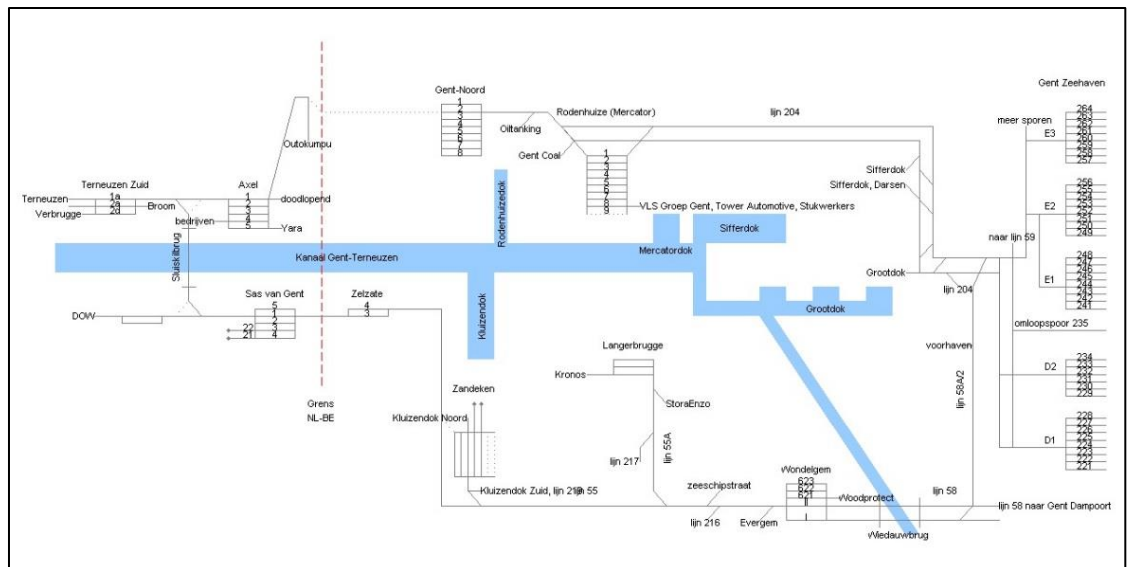 Gent-Noord
1
2
3
4
5
6
7
8
Oiltanking
Rodenhuize (Mercator)
Gent Coal
1
2
3
4
5
6
7
8
9
VLS Groep Gent, Tower Automotive, Stukwerkers
lijn 204
Sifferdok
Sifferdok, Darsen
Gent Zeehaven
meer sporen
E3
264
263
262
261
260
259
258
257
E2
256
255
254
253
252
251
250
249
naar lijn 59
E1
248
247
246
245
244
243
242
241
Grootdok
lijn 204
omloopspoor 235
D2
234
233
232
231
230
229
D1
228
227
226
225
224
223
222
221
Outokumpu
Terneuzen Zuid
Terneuzen
Verbrugge
1a
2a
2d
Broom
Axel
1
2
3
4
5
doodlopend
bedrijven
Yara
Sluiskilbrug
Kanaal Gent-Terneuzen
Rodenhuizedok
Mercatordok
Sifferdok
Kluizendok
Grootdok
Sas van Gent
5
1
2
3
4
22
21
DOW
Zelzate
4
3
Grens
NL-BE
Langerbrugge
Kronos
StoraEnzo
lijn 217
lijn 55A
Zandeken
Kluizendok Noord
Kluizendok Zuid, lijn 219
lijn 55
zeeschipstraat
lijn 216
Evergem
Wondelgem
623
622
621
II
I
Woodprotect
Wiedauwbrug
voorhaven
lijn 58A/2
lijn 58
lijn 58 naar Gent Dampoort